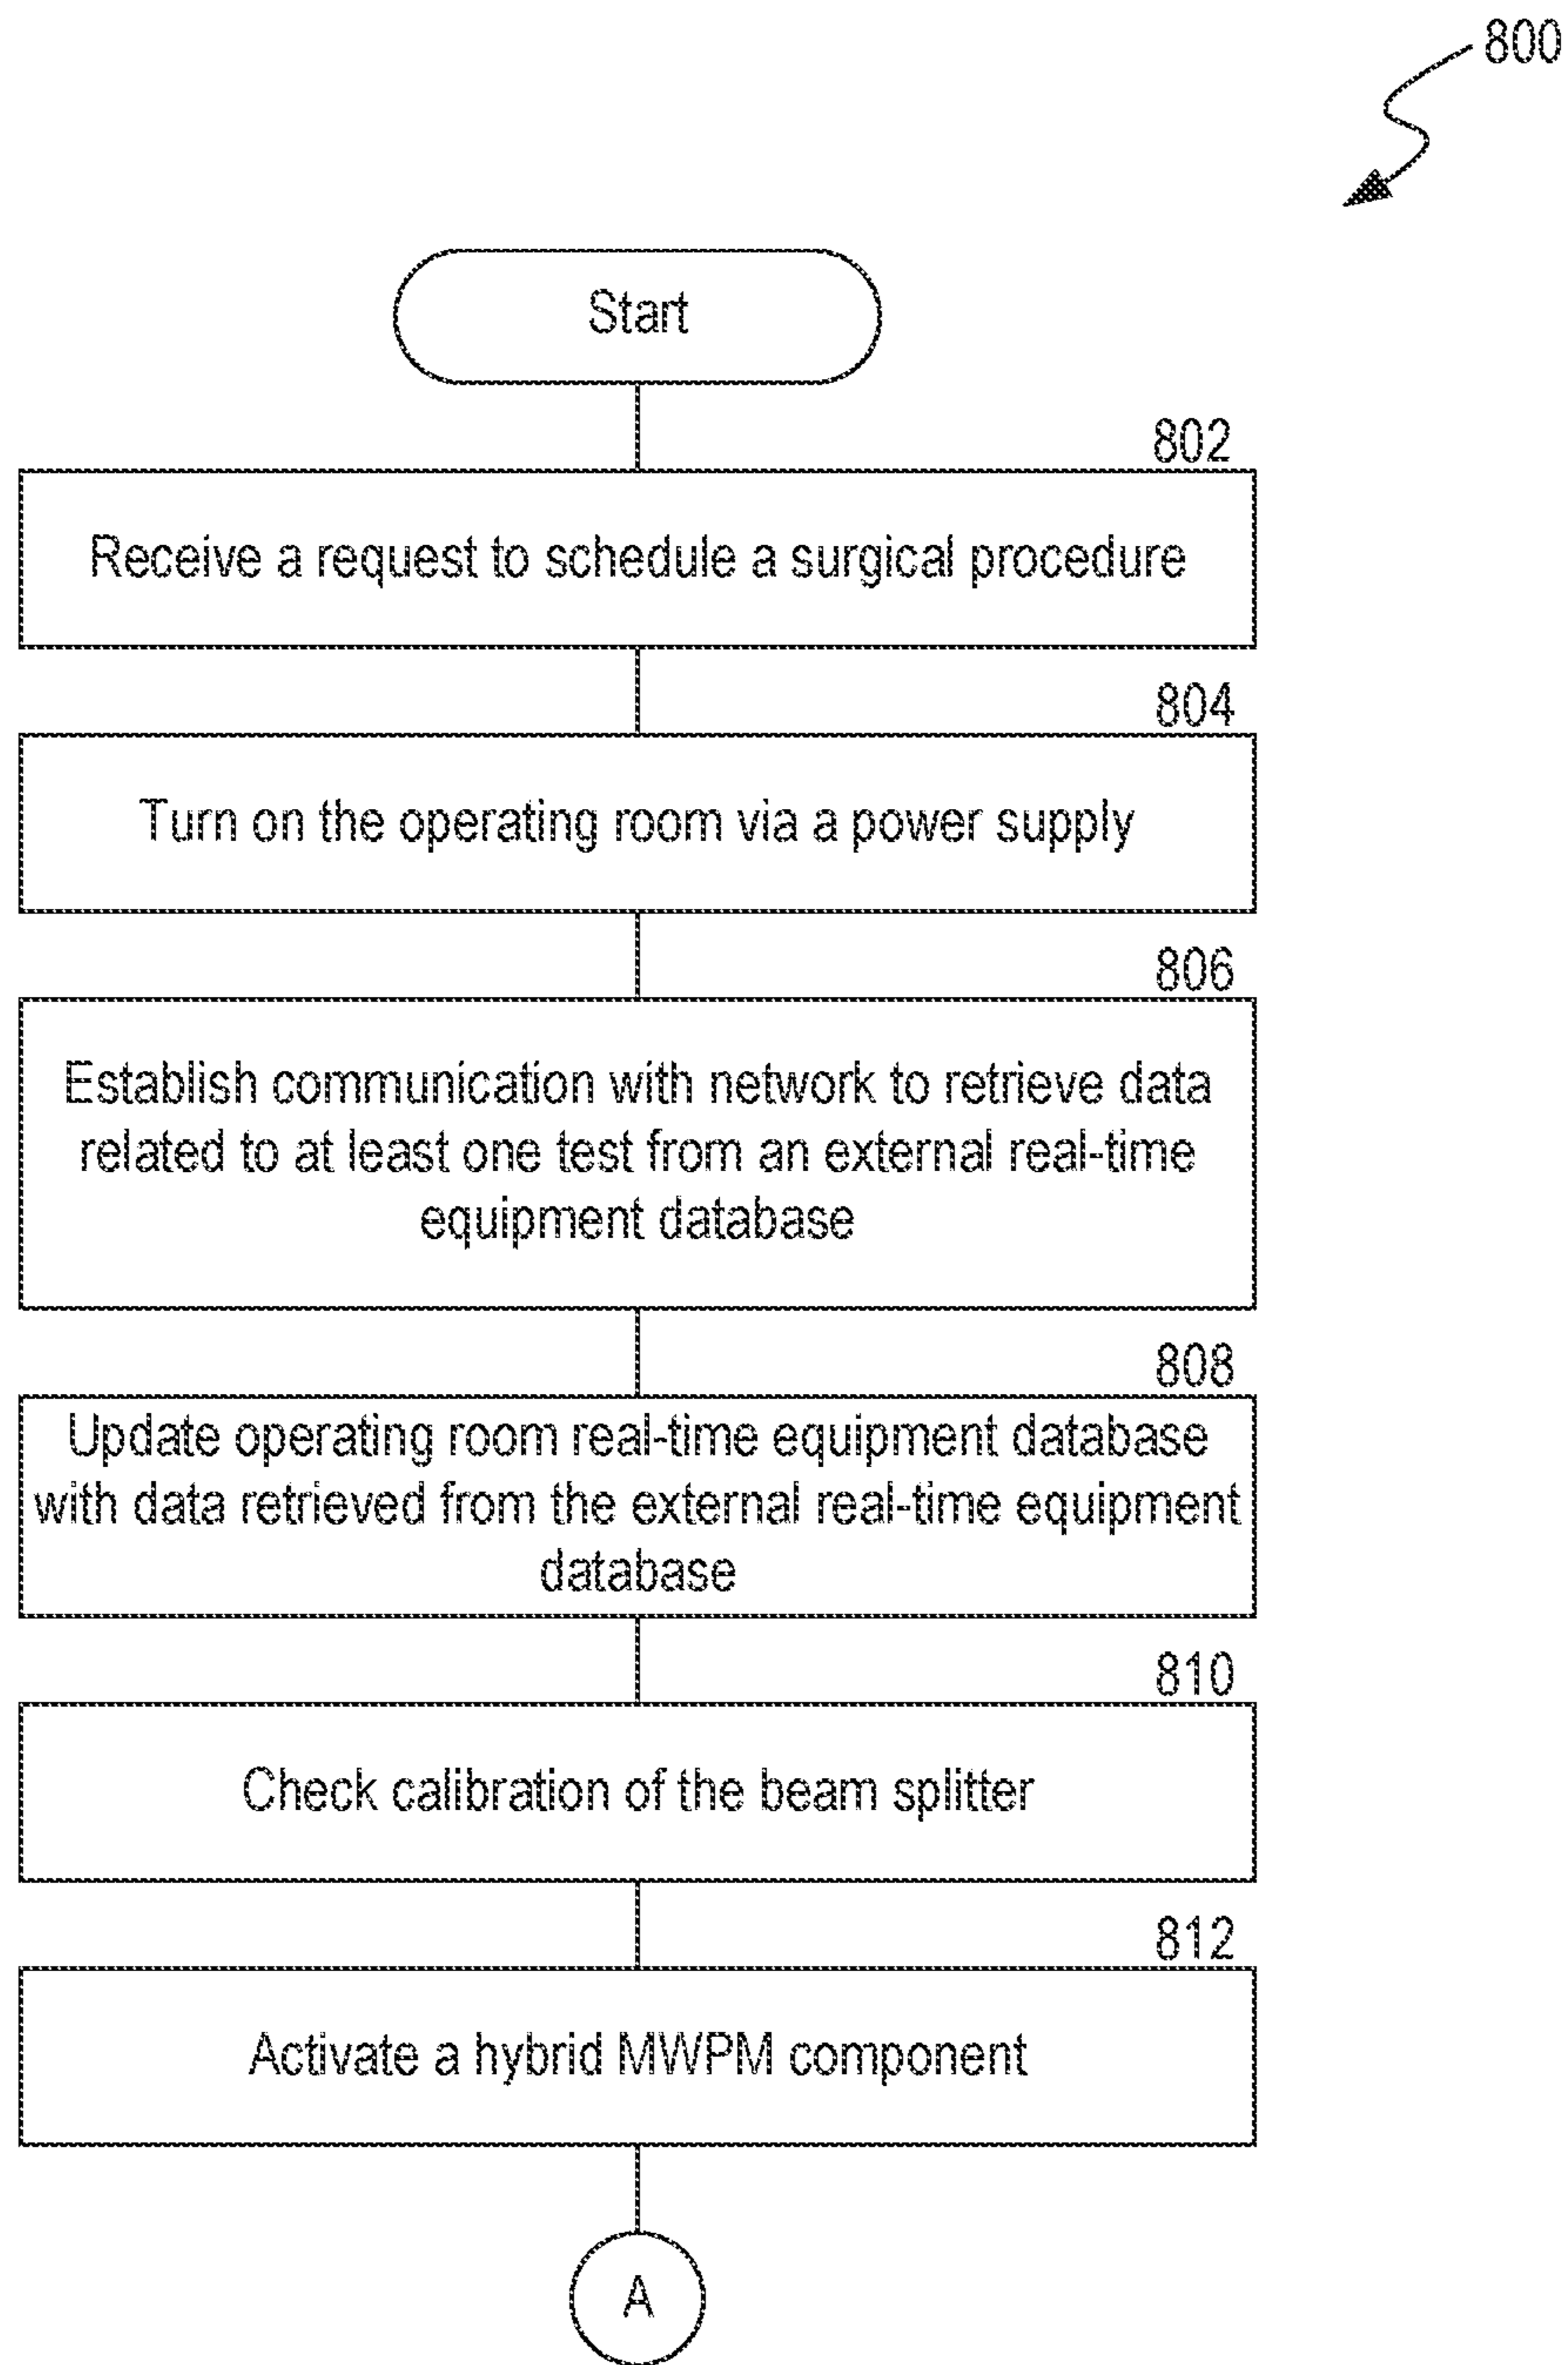 800
Start
802
Receive a request to schedule a surgical procedure
804
Turn on the operating room via a power supply
806
Establish communication with network to retrieve data
related to at least one test from an external real-time
equipment database
808
Update operating room real-time equipment database
with data retrieved from the external real-time equipment
database
810
Check calibration of the beam splitter
812
Activate a hybrid MWPM component
A